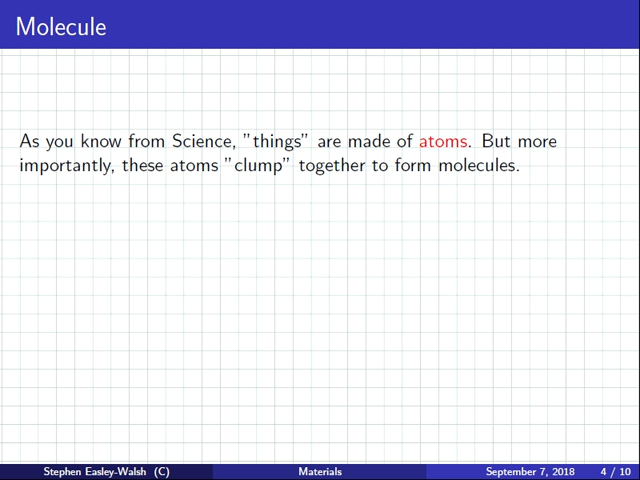 Molecule
As you know from Science, ”things” are made of atoms. But more
importantly, these atoms ”clump” together to form molecules.
Stephen Easley-Walsh (C) Materials September 7, 2018 4 / 10